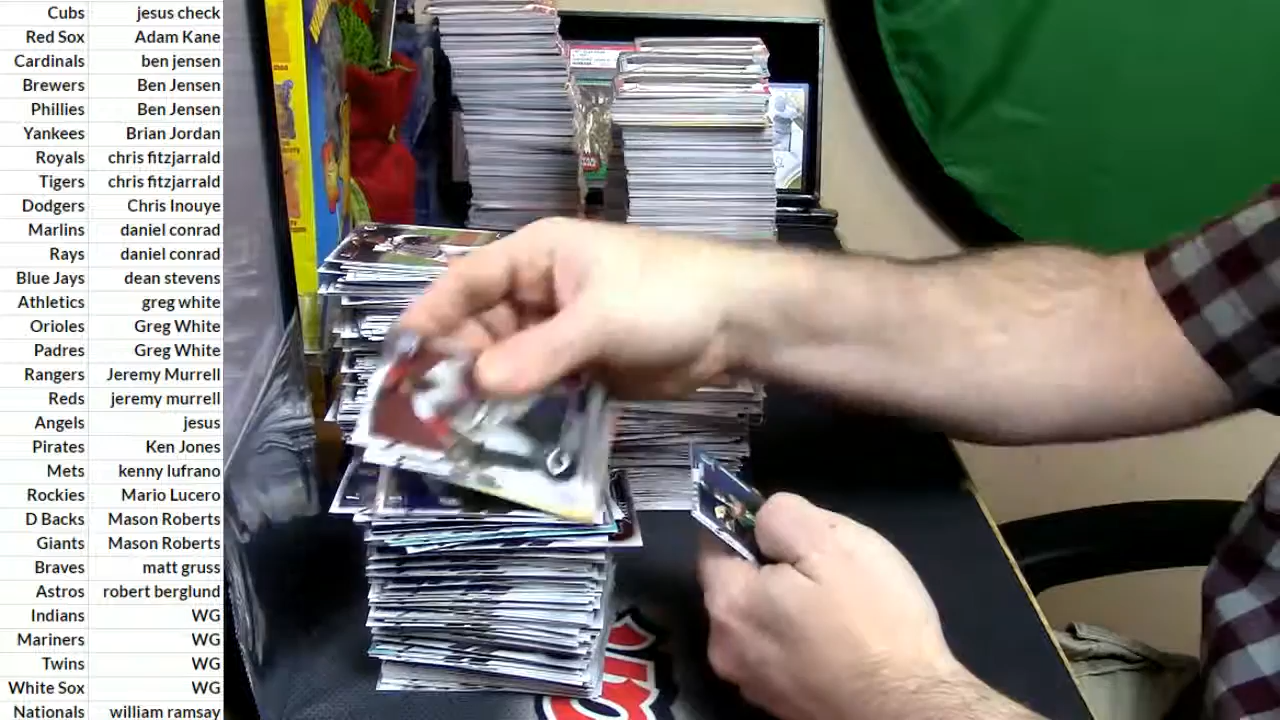 Cubs jesus check
Red Sox Adam Kane
Cardinals ben jensen
Brewers Ben Jensen
Phillies Ben Jensen
Yankees Brian Jordan
Royals chris fitzjarrald
Tigers chris fitzjarrald
Dodgers Chris Inouye
Marlins daniel conrad
Rays daniel conrad
Blue Jays dean stevens
Athletics greg white
Orioles Greg White
Padres Greg White
Rangers Jeremy Murrell
Reds jeremy murrell
Angels jesus
Pirates Ken Jones
Mets kenny lufrano
Rockies Mario Lucero
D Backs Mason Roberts
Giants Mason Roberts
Braves matt gruss
Astros robert berglund
Indians WG
Mariners WG
Twins WG
White Sox WG
Nationals william ramsay